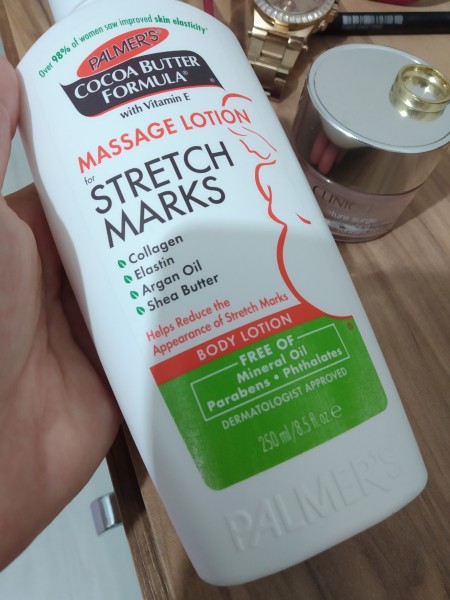 Over 98% of women saw improved skin elasticity*
PALMER'S
COCOA BUTTER
FORMULA®
with Vitamin E
MASSAGE LOTION
for
STRETCH
MARKS
Collagen
Elastin
Argan Oil
Shea Butter
Helps Reduce the
Appearance of Stretch Marks
BODY LOTION
FREE OF
Mineral Oil
Parabens • Phthalates
DERMATOLOGIST APPROVED
250 ml/8.5 fl. oz e
PALMER'S
CLINIC